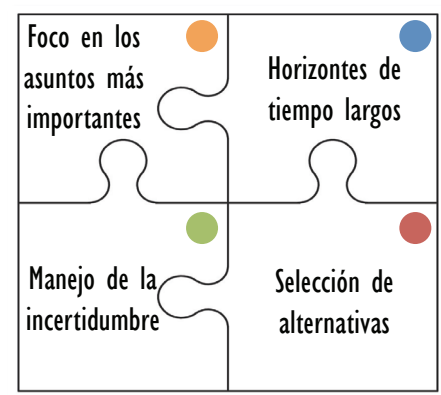 Foco en los
asuntos más
importantes
Horizontes de
tiempo largos
Manejo de la
incertidumbre
Selección de
alternativas